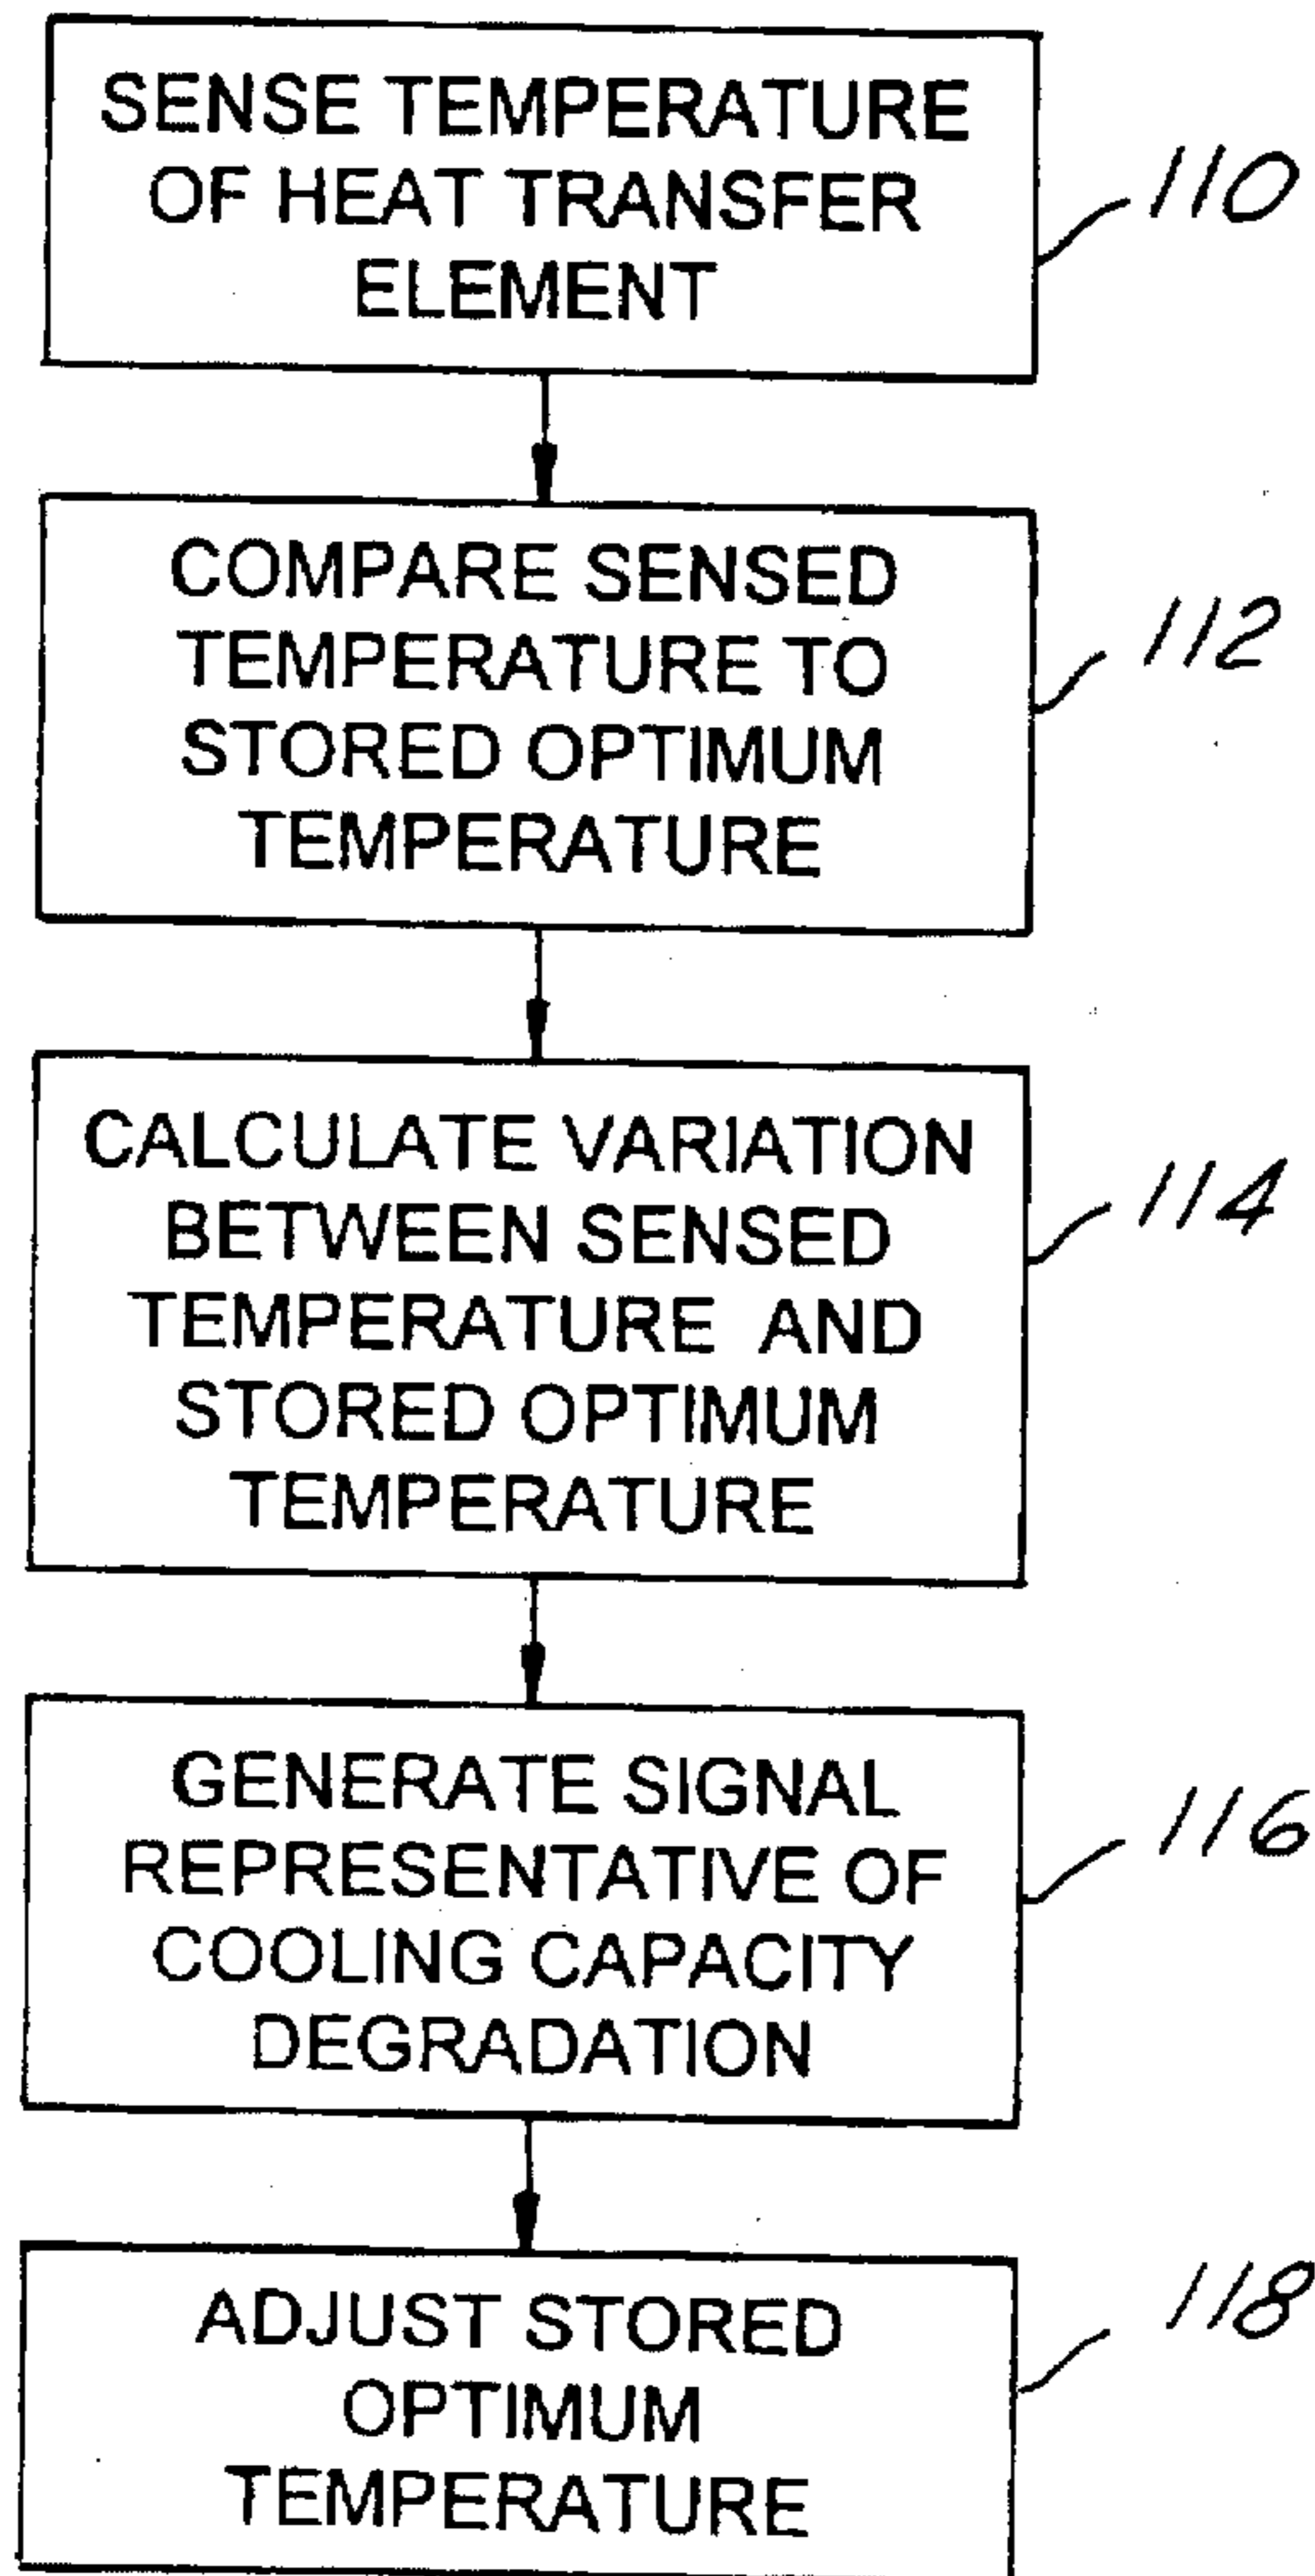 SENSE TEMPERATURE
OF HEAT TRANSFER
ELEMENT
110
COMPARE SENSED
TEMPERATURE TO
STORED OPTIMUM
TEMPERATURE
112
CALCULATE VARIATION
BETWEEN SENSED
TEMPERATURE AND
STORED OPTIMUM
TEMPERATURE
114
GENERATE SIGNAL
REPRESENTATIVE OF
COOLING CAPACITY
DEGRADATION
116
ADJUST STORED
OPTIMUM
TEMPERATURE
118